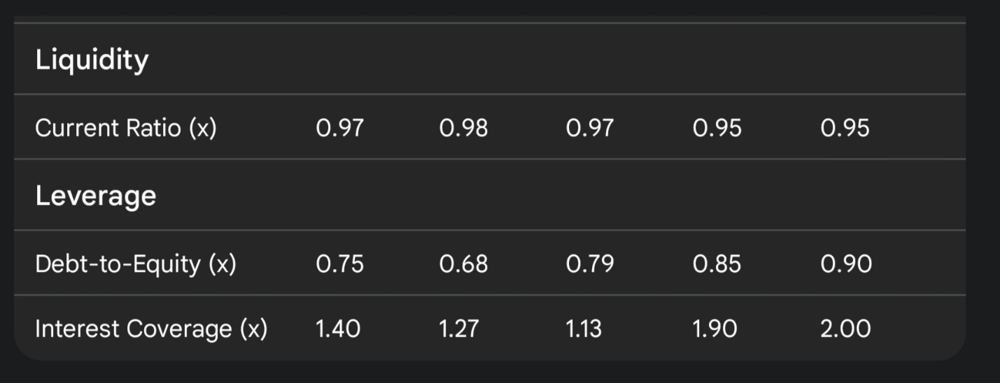 Liquidity
Current Ratio (x) 0.97 0.98 0.97 0.95 0.95
Leverage
Debt-to-Equity (x) 0.75 0.68 0.79 0.85 0.90
Interest Coverage (x) 1.40 1.27 1.13 1.90 2.00